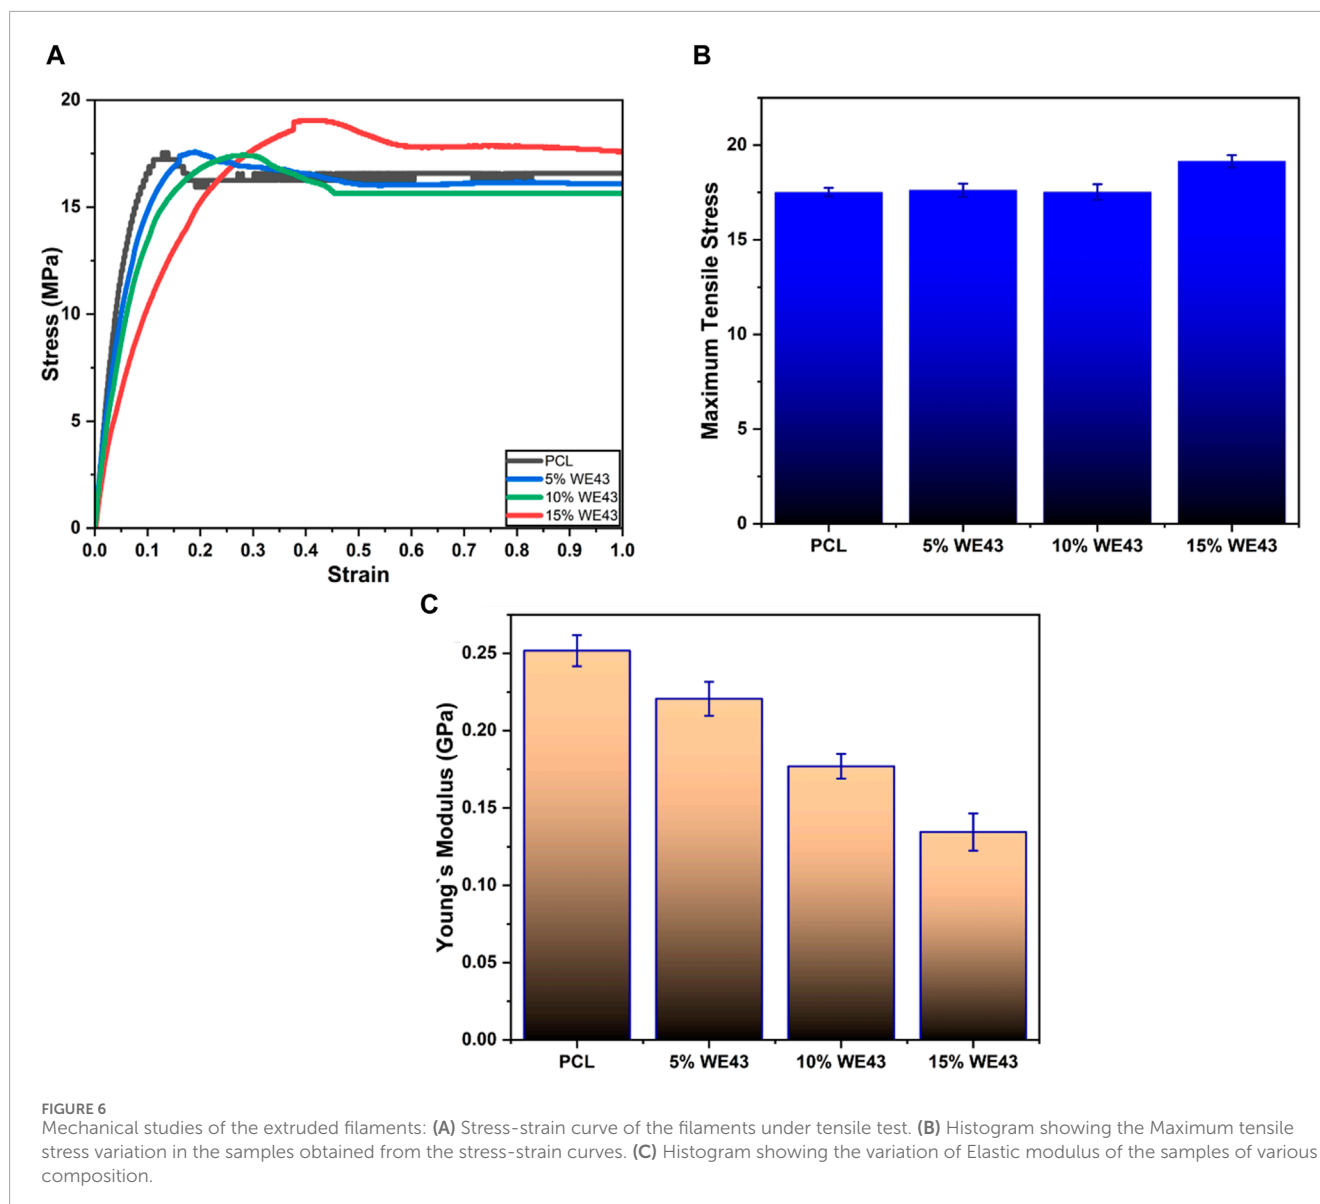 A
20
15
10
5
0
Stress (MPa)
PCL
5% WE43
10% WE43
15% WE43
0.0 0.1 0.2 0.3 0.4 0.5 0.6 0.7 0.8 0.9 1.0
Strain
B
20
15
10
5
0
Maximum Tensile Stress
PCL 5% WE43 10% WE43 15% WE43
C
0.25
0.20
0.15
0.10
0.05
0.00
Young`s Modulus (GPa)
PCL 5% WE43 10% WE43 15% WE43
FIGURE 6
Mechanical studies of the extruded filaments: (A) Stress-strain curve of the filaments under tensile test. (B) Histogram showing the Maximum tensile
stress variation in the samples obtained from the stress-strain curves. (C) Histogram showing the variation of Elastic modulus of the samples of various
composition.